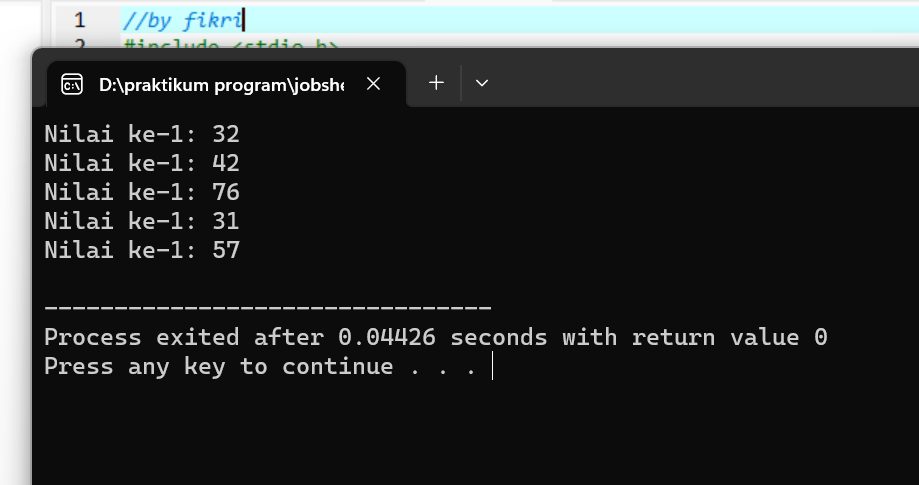 1 //by fikri
2 #include <stdio.h>
D:\praktikum program\jobshe
Nilai ke-1: 32
Nilai ke-1: 42
Nilai ke-1: 76
Nilai ke-1: 31
Nilai ke-1: 57
--------------------------------
Process exited after 0.04426 seconds with return value 0
Press any key to continue . . .